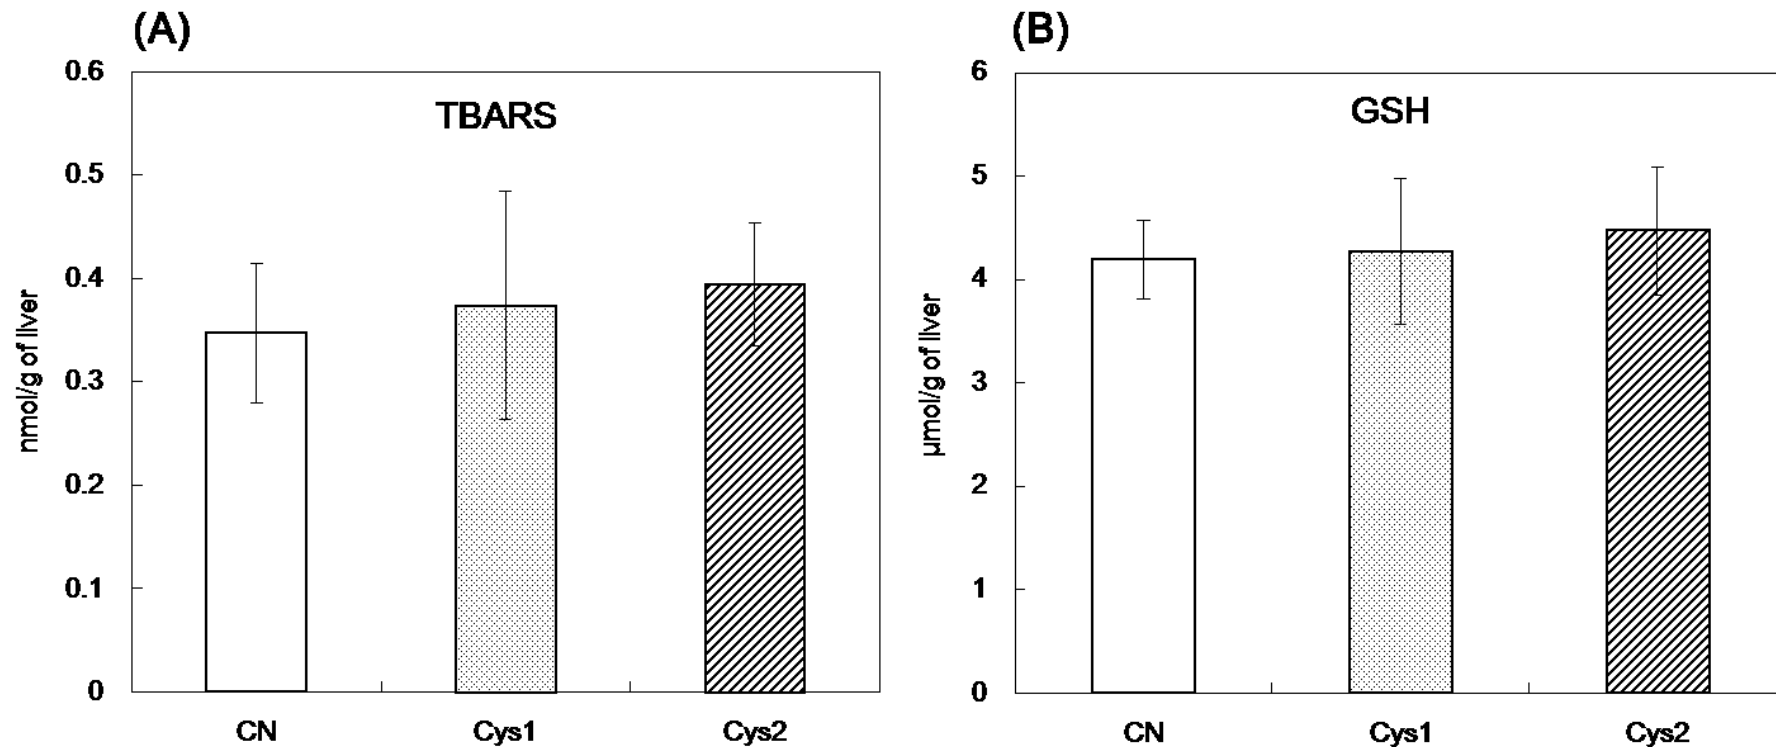 (A)
TBARS
nmol/g of liver
0.6
0.5
0.4
0.3
0.2
0.1
0
CN Cys1 Cys2
(B)
GSH
µmol/g of liver
6
5
4
3
2
1
0
CN Cys1 Cys2